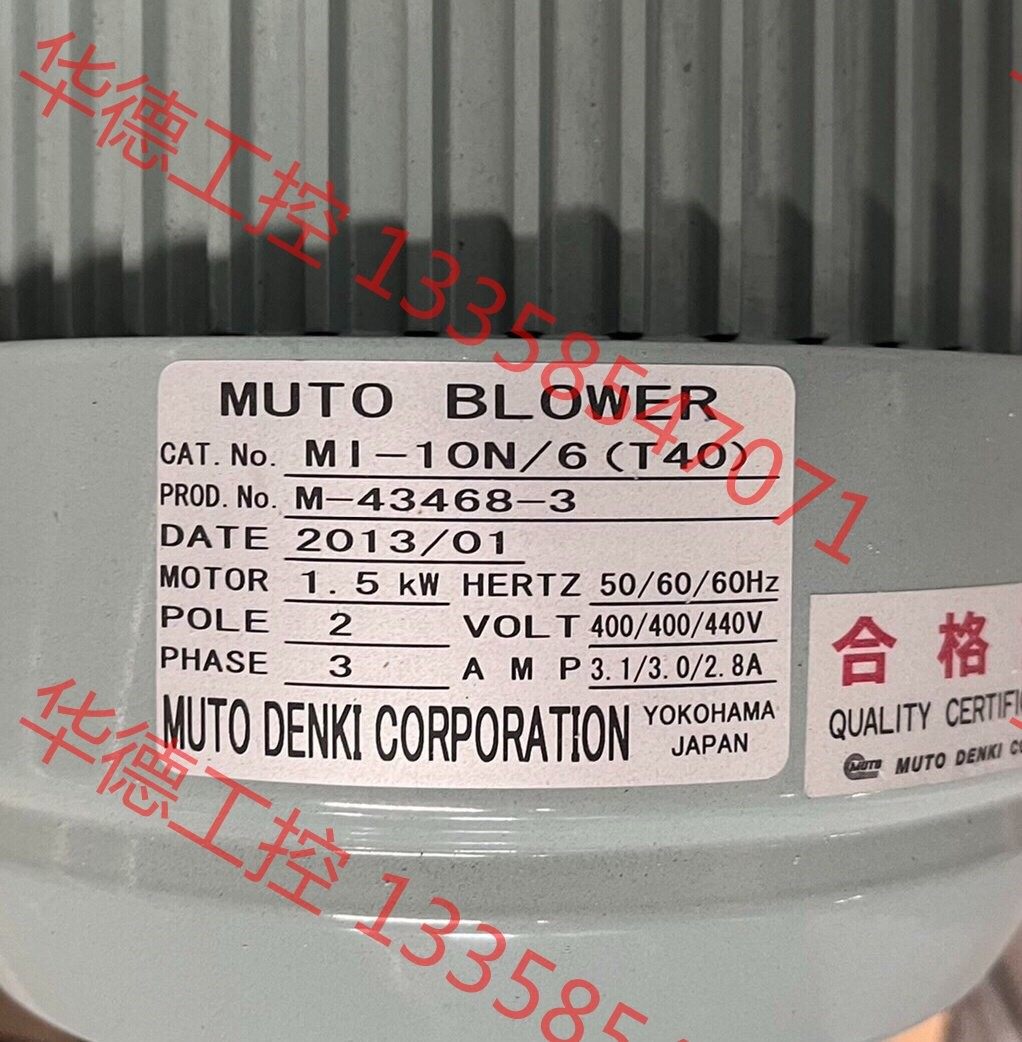 华德工控 13358547071
MUTO BLOWER
CAT. No. MI-10N/6(T40)
PROD. No. M-43468-3
DATE 2013/01
MOTOR 1.5 kW HERTZ 50/60/60Hz
POLE 2 VOLT 400/400/440V
PHASE 3 AMP 3.1/3.0/2.8A
MUTO DENKI CORPORATION YOKOHAMA
JAPAN
合格
QUALITY CERTIFI
MUTO MUTO DENKI CO
华德工控 133585